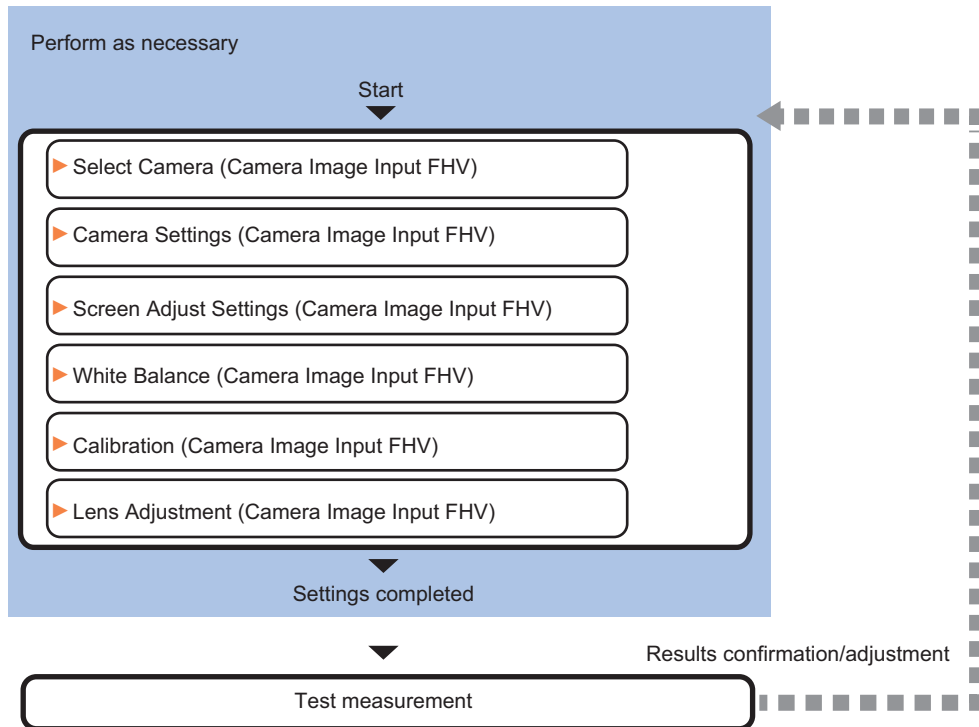 Perform as necessary
Start
Select Camera (Camera Image Input FHV)
Camera Settings (Camera Image Input FHV)
Screen Adjust Settings (Camera Image Input FHV)
White Balance (Camera Image Input FHV)
Calibration (Camera Image Input FHV)
Lens Adjustment (Camera Image Input FHV)
Settings completed
Results confirmation/adjustment
Test measurement